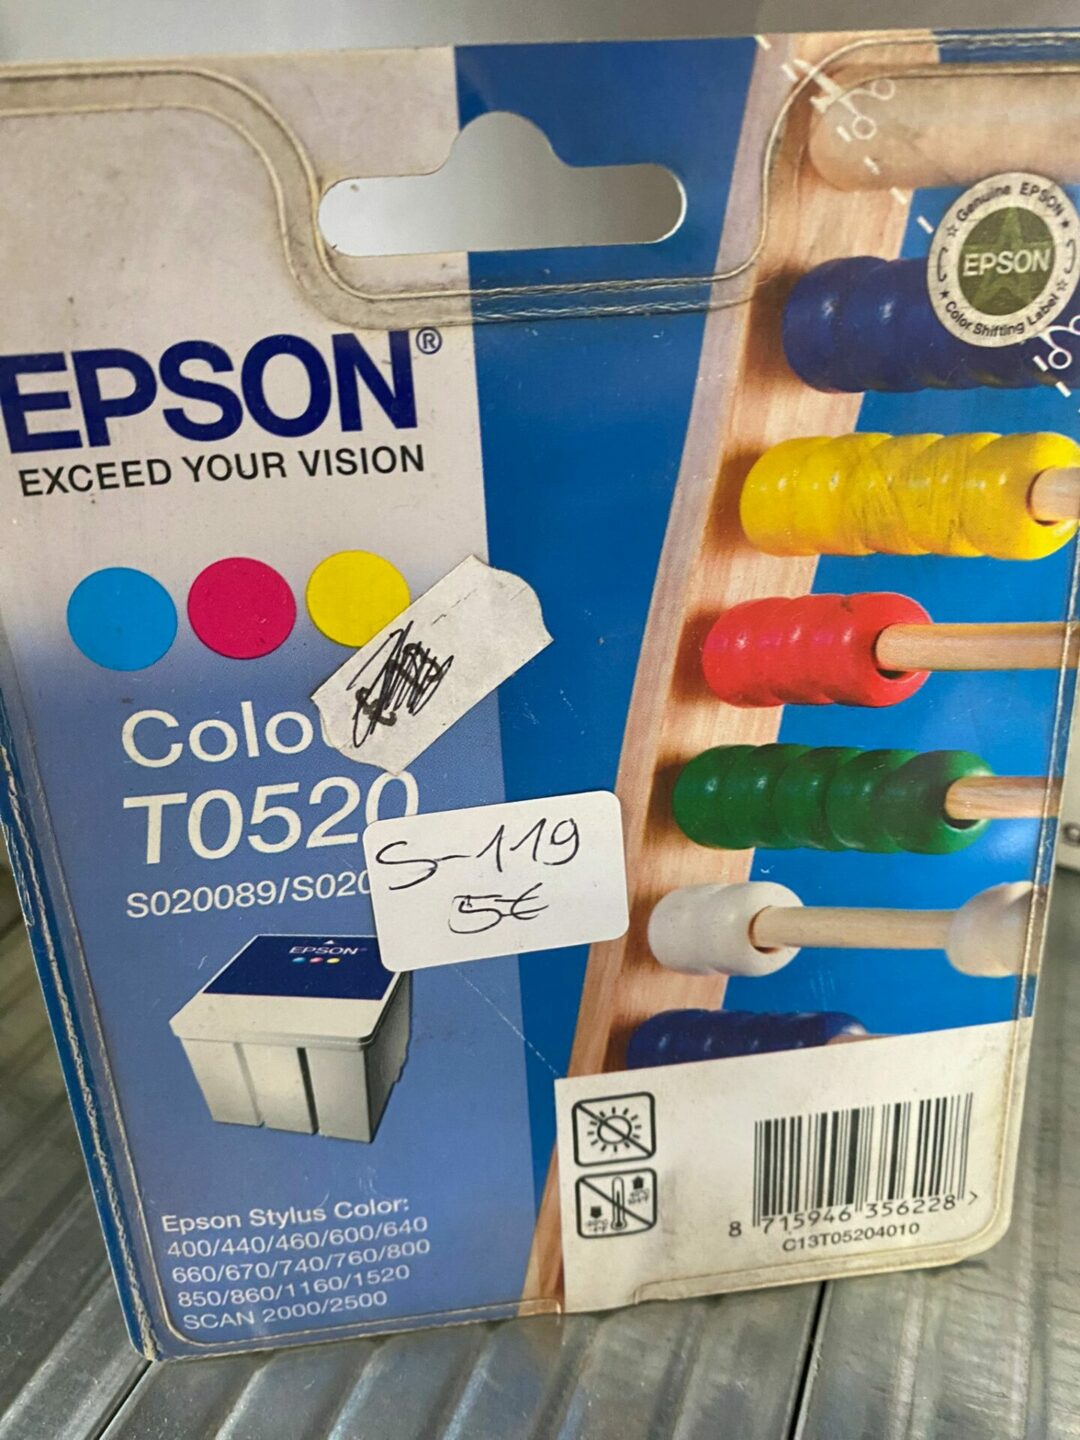 EPSON®
EXCEED YOUR VISION
Genuine EPSON
EPSON
Color Shifting Label
T0520
S020089/
S-119
5€
EPSON
Epson Stylus Color:
400/440/460/600/640
660/670/740/760/800
850/860/1160/1520
SCAN 2000/2500
8 715946 356228 >
C13T05204010